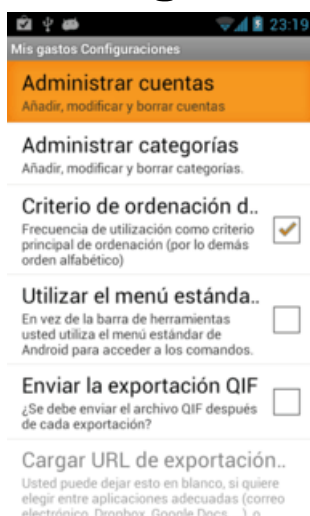 23:19
Mis gastos Configuraciones
Administrar cuentas
Añadir, modificar y borrar cuentas
Administrar categorías
Añadir, modificar y borrar categorías.
Criterio de ordenación d..
Frecuencia de utilización como criterio
principal de ordenación (por lo demás
orden alfabético)
Utilizar el menú estánda..
En vez de la barra de herramientas
usted utiliza el menú estándar de
Android para acceder a los comandos.
Enviar la exportación QIF
¿Se debe enviar el archivo QIF después
de cada exportación?
Cargar URL de exportación..
Usted puede dejar esto en blanco, si quiere
elegir entre aplicaciones adecuadas (correo
electrónico, Dropbox, Google Docs, ...), o